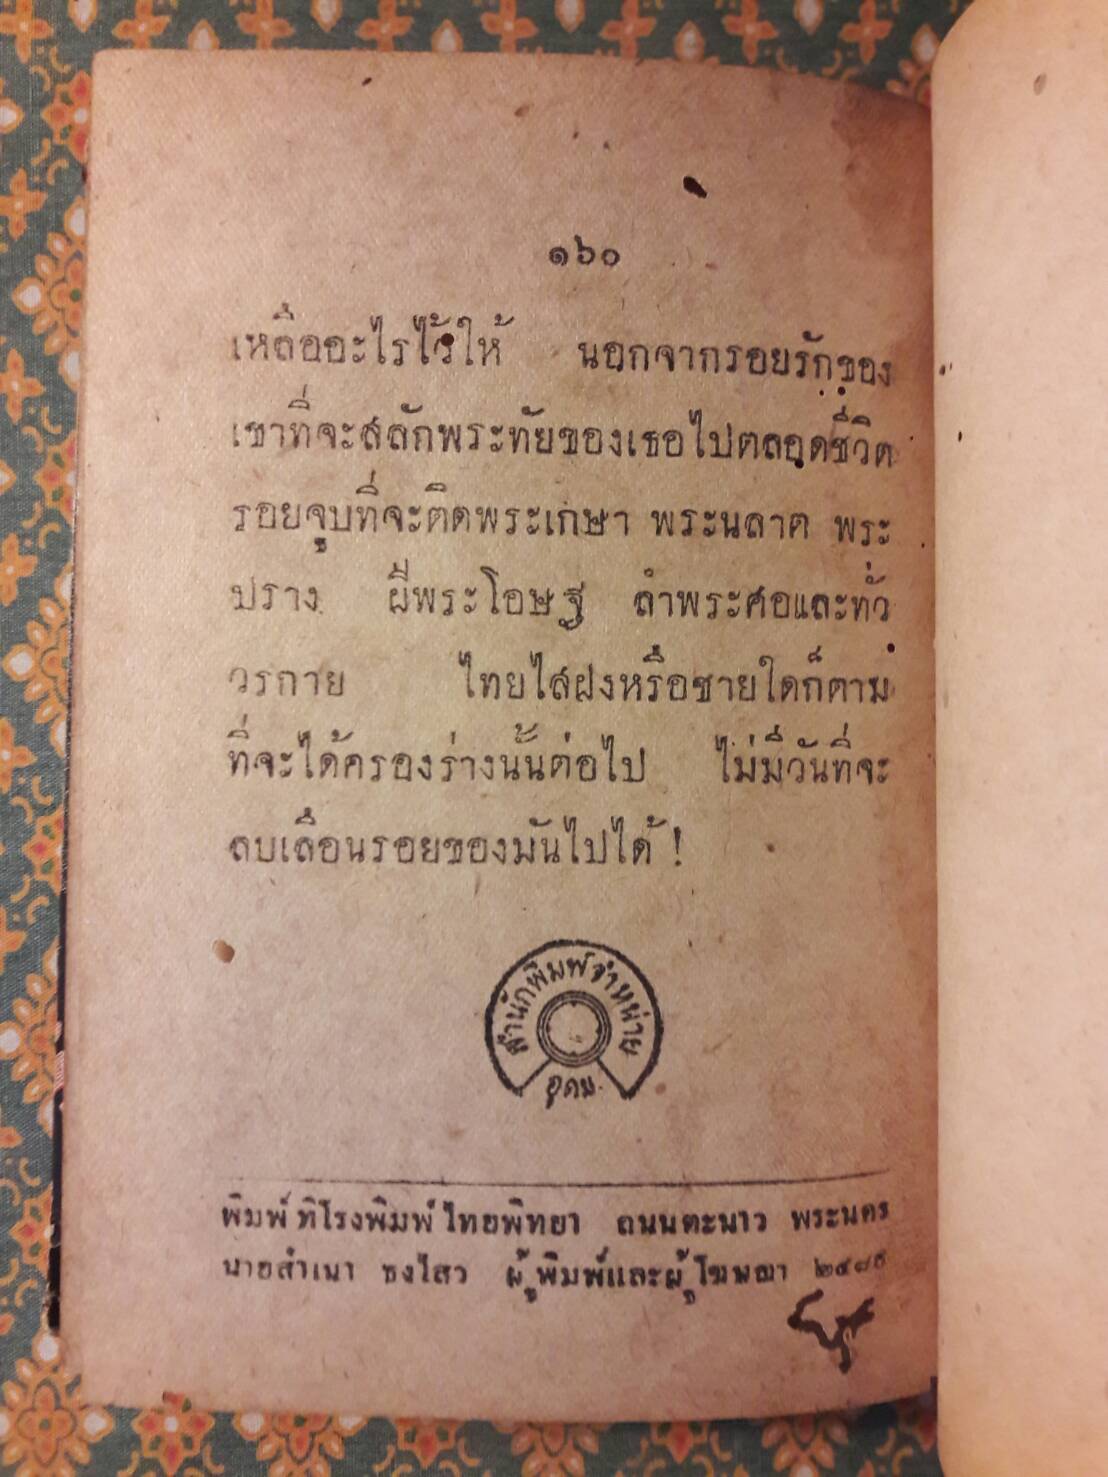 ๑๖๐
เหลืออะไรไว้ให้ นอกจากรอยรักของ
เขาที่จะสลักพระทัยของเธอไปตลอดชีวิต
รอยจูบที่จะติดพระเกษา พระนลาต พระ
ปราง ฝีพระโอษฐ ลำพระศอและทั่ว
วรกาย ไทยใสฝงหรือชายใดก็ตาม
ที่จะได้ครองร่างนั้นต่อไป ไม่มีวันที่จะ
ลบเลือนรอยของมันไปได้ !
สำนักพิมพ์จำหน่าย
อุดม.
พิมพ์ที่โรงพิมพ์ไทยพิทยา ถนนตะนาว พระนคร
นายสำเนา ธงไสว ผู้พิมพ์และผู้โฆษณา